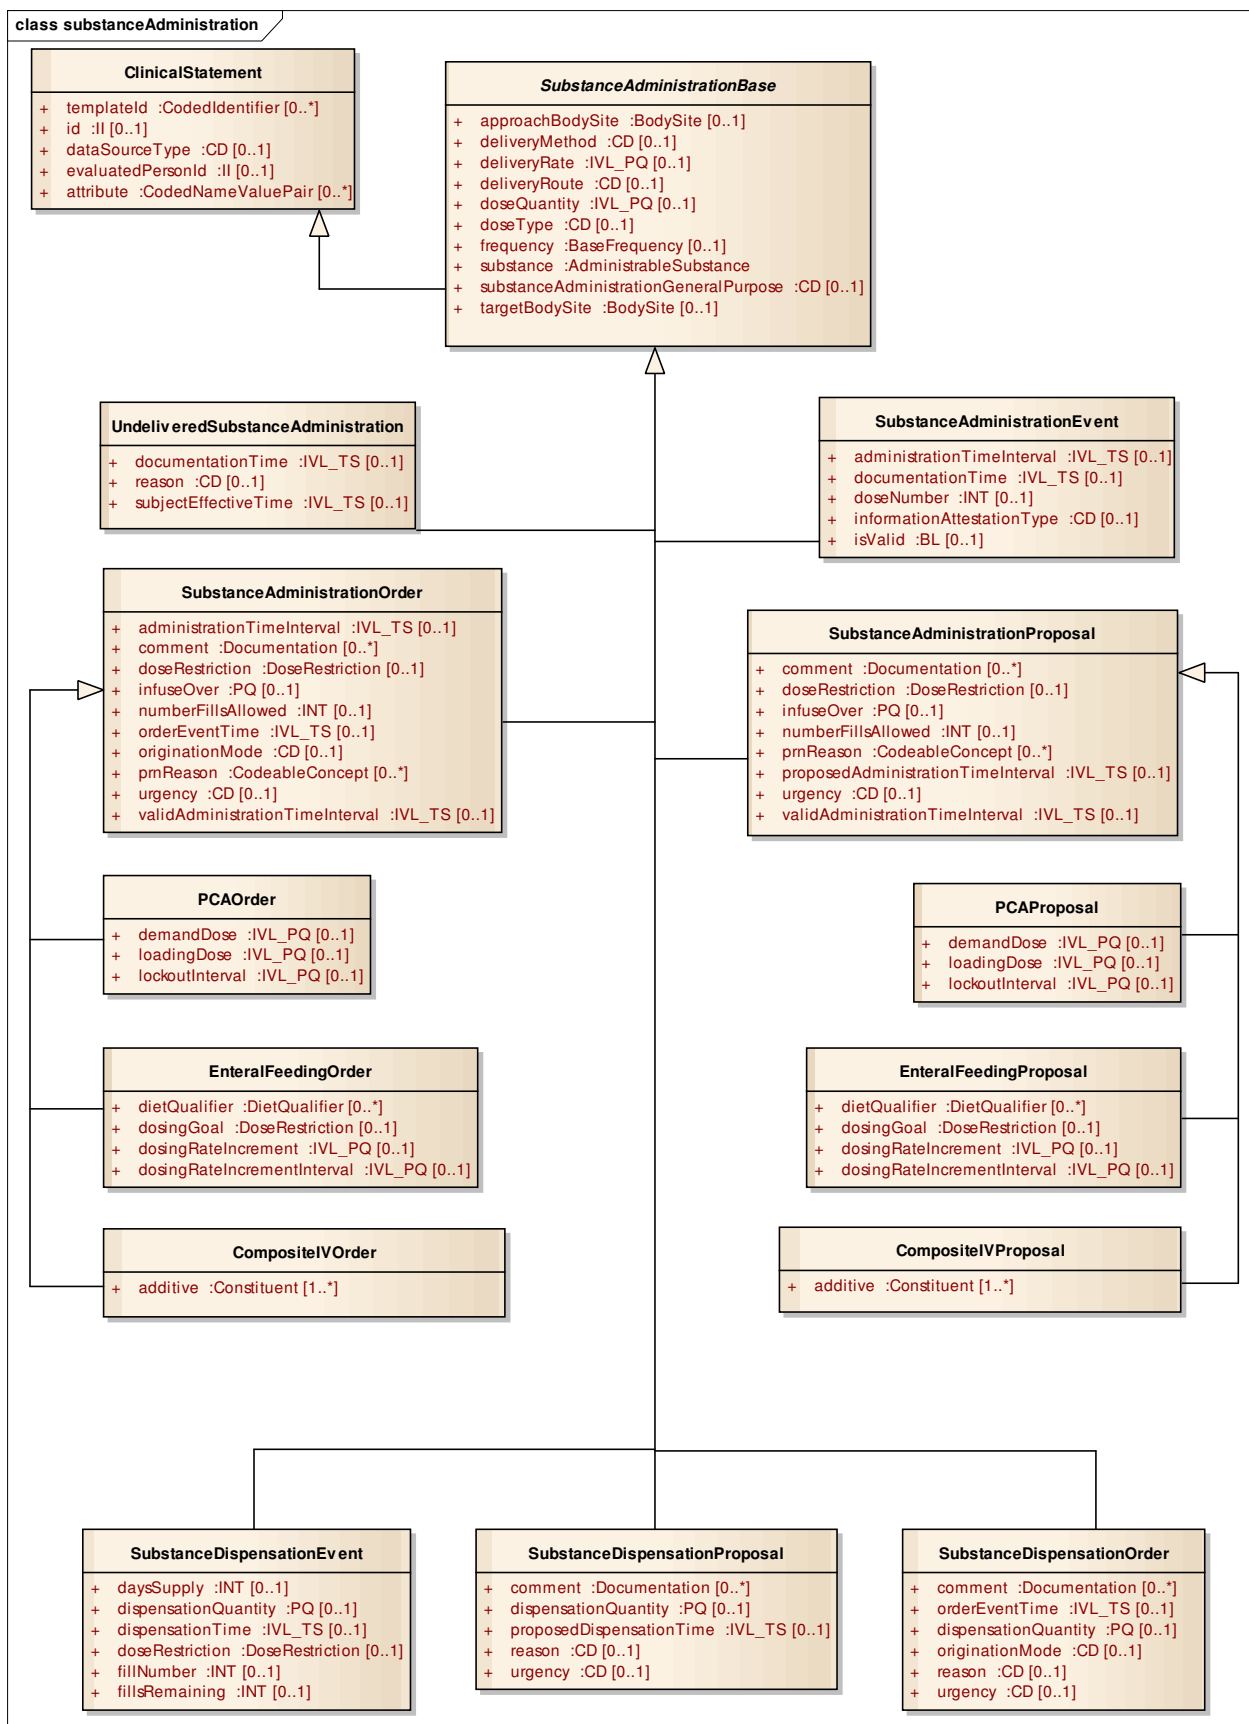 class substanceAdministration
ClinicalStatement
+ templateId :CodedIdentifier [0..*]
+ id :II [0..1]
+ dataSourceType :CD [0..1]
+ evaluatedPersonId :II [0..1]
+ attribute :CodedNameValuePair [0..*]
SubstanceAdministrationBase
+ approachBodySite :BodySite [0..1]
+ deliveryMethod :CD [0..1]
+ deliveryRate :IVL_PQ [0..1]
+ deliveryRoute :CD [0..1]
+ doseQuantity :IVL_PQ [0..1]
+ doseType :CD [0..1]
+ frequency :BaseFrequency [0..1]
+ substance :AdministrableSubstance
+ substanceAdministrationGeneralPurpose :CD [0..1]
+ targetBodySite :BodySite [0..1]
UndeliveredSubstanceAdministration
+ documentationTime :IVL_TS [0..1]
+ reason :CD [0..1]
+ subjectEffectiveTime :IVL_TS [0..1]
SubstanceAdministrationEvent
+ administrationTimeInterval :IVL_TS [0..1]
+ documentationTime :IVL_TS [0..1]
+ doseNumber :INT [0..1]
+ informationAttestationType :CD [0..1]
+ isValid :BL [0..1]
SubstanceAdministrationOrder
+ administrationTimeInterval :IVL_TS [0..1]
+ comment :Documentation [0..*]
+ doseRestriction :DoseRestriction [0..1]
+ infuseOver :PQ [0..1]
+ numberFillsAllowed :INT [0..1]
+ orderEventTime :IVL_TS [0..1]
+ originationMode :CD [0..1]
+ prnReason :CodeableConcept [0..*]
+ urgency :CD [0..1]
+ validAdministrationTimeInterval :IVL_TS [0..1]
SubstanceAdministrationProposal
+ comment :Documentation [0..*]
+ doseRestriction :DoseRestriction [0..1]
+ infuseOver :PQ [0..1]
+ numberFillsAllowed :INT [0..1]
+ prnReason :CodeableConcept [0..*]
+ proposedAdministrationTimeInterval :IVL_TS [0..1]
+ urgency :CD [0..1]
+ validAdministrationTimeInterval :IVL_TS [0..1]
PCAOrder
+ demandDose :IVL_PQ [0..1]
+ loadingDose :IVL_PQ [0..1]
+ lockoutInterval :IVL_PQ [0..1]
PCAProposal
+ demandDose :IVL_PQ [0..1]
+ loadingDose :IVL_PQ [0..1]
+ lockoutInterval :IVL_PQ [0..1]
EnteralFeedingOrder
+ dietQualifier :DietQualifier [0..*]
+ dosingGoal :DoseRestriction [0..1]
+ dosingRateIncrement :IVL_PQ [0..1]
+ dosingRateIncrementInterval :IVL_PQ [0..1]
EnteralFeedingProposal
+ dietQualifier :DietQualifier [0..*]
+ dosingGoal :DoseRestriction [0..1]
+ dosingRateIncrement :IVL_PQ [0..1]
+ dosingRateIncrementInterval :IVL_PQ [0..1]
CompositeIVOrder
+ additive :Constituent [1..*]
CompositeIVProposal
+ additive :Constituent [1..*]
SubstanceDispensationEvent
+ daysSupply :INT [0..1]
+ dispensationQuantity :PQ [0..1]
+ dispensationTime :IVL_TS [0..1]
+ doseRestriction :DoseRestriction [0..1]
+ fillNumber :INT [0..1]
+ fillsRemaining :INT [0..1]
SubstanceDispensationProposal
+ comment :Documentation [0..*]
+ dispensationQuantity :PQ [0..1]
+ proposedDispensationTime :IVL_TS [0..1]
+ reason :CD [0..1]
+ urgency :CD [0..1]
SubstanceDispensationOrder
+ comment :Documentation [0..*]
+ orderEventTime :IVL_TS [0..1]
+ dispensationQuantity :PQ [0..1]
+ originationMode :CD [0..1]
+ reason :CD [0..1]
+ urgency :CD [0..1]